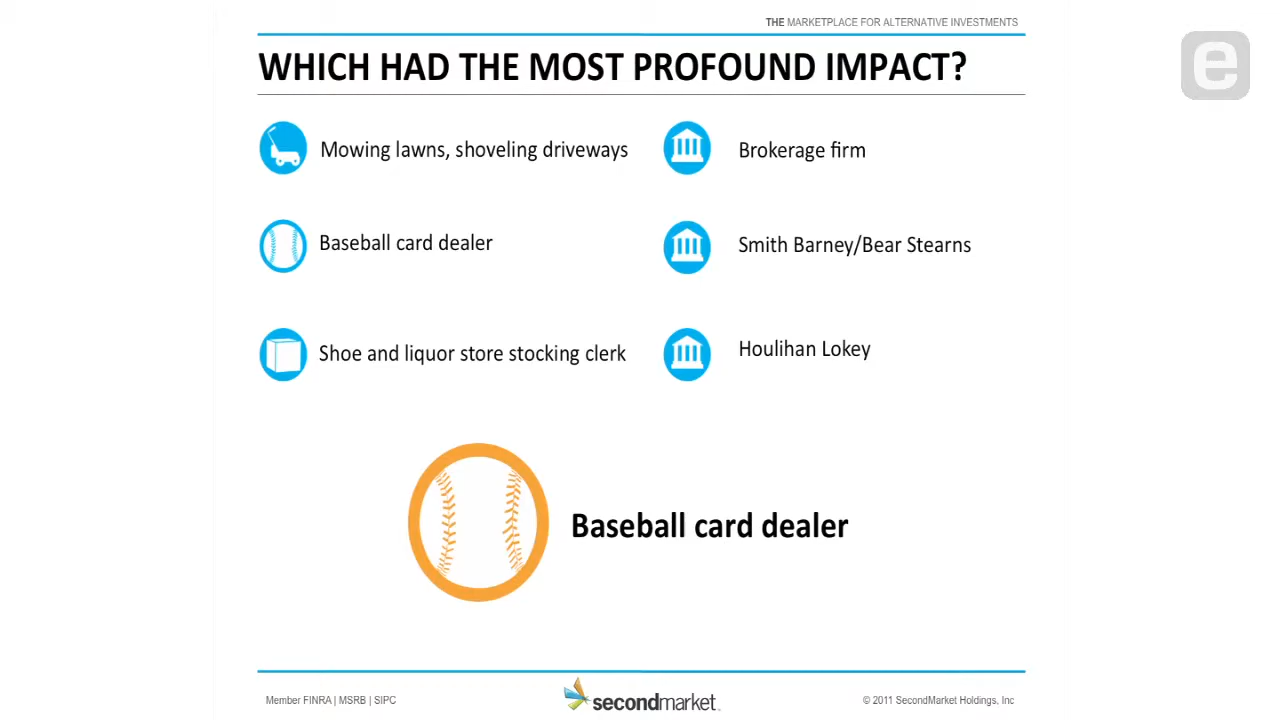 THE MARKETPLACE FOR ALTERNATIVE INVESTMENTS
e
WHICH HAD THE MOST PROFOUND IMPACT?
Mowing lawns, shoveling driveways
Brokerage firm
Baseball card dealer
Smith Barney/Bear Stearns
Shoe and liquor store stocking clerk
Houlihan Lokey
Baseball card dealer
Member FINRA | MSRB | SIPC
secondmarket
© 2011 SecondMarket Holdings, Inc